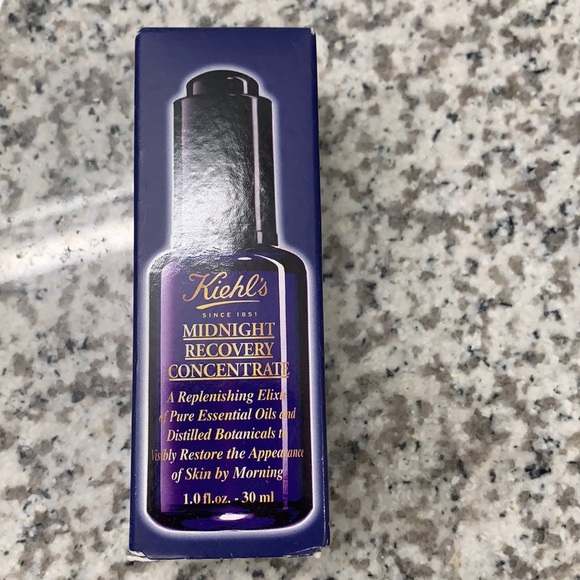 Kiehl's
SINCE 1851
MIDNIGHT
RECOVERY
CONCENTRATE
A Replenishing Elixir
of Pure Essential Oils and
Distilled Botanicals to
Visibly Restore the Appearance
of Skin by Morning
1.0 fl.oz. - 30 ml